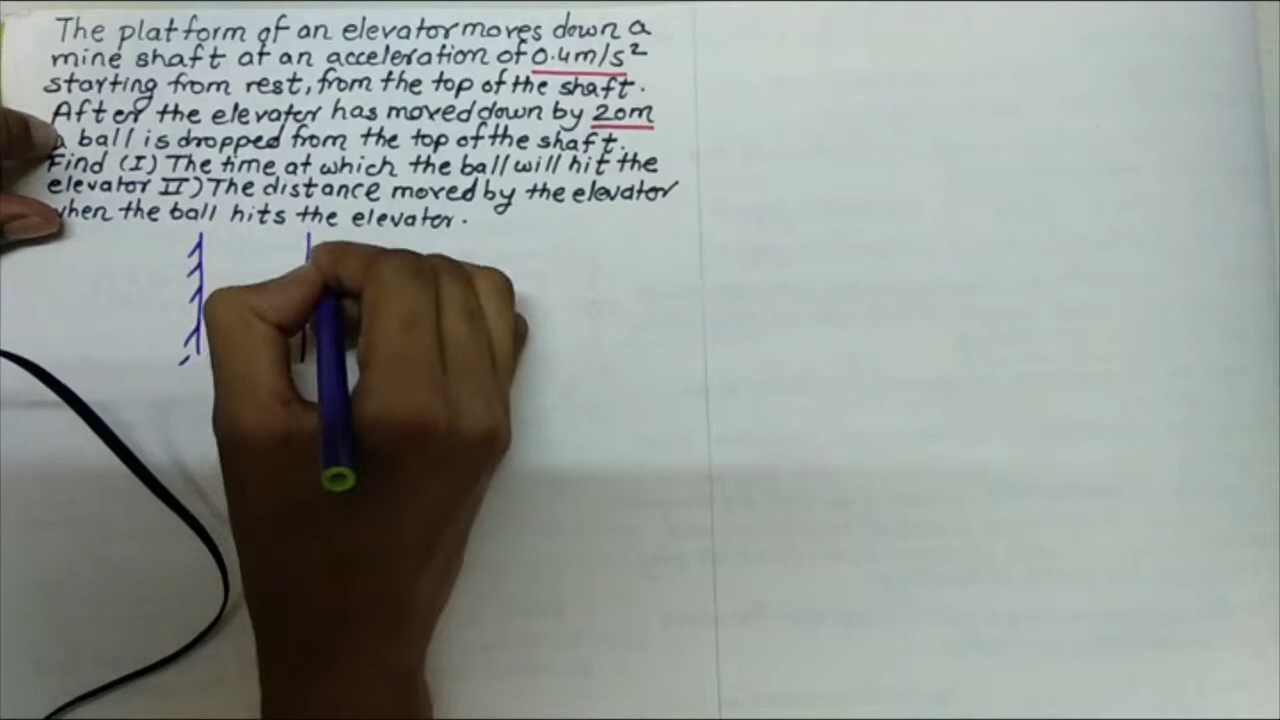 The platform of an elevator moves down a
mine shaft at an acceleration of 0.4m/s²
starting from rest, from the top of the shaft.
After the elevator has moved down by 20m
a ball is dropped from the top of the shaft.
Find (I) The time at which the ball will hit the
elevator II) The distance moved by the elevator
when the ball hits the elevator.